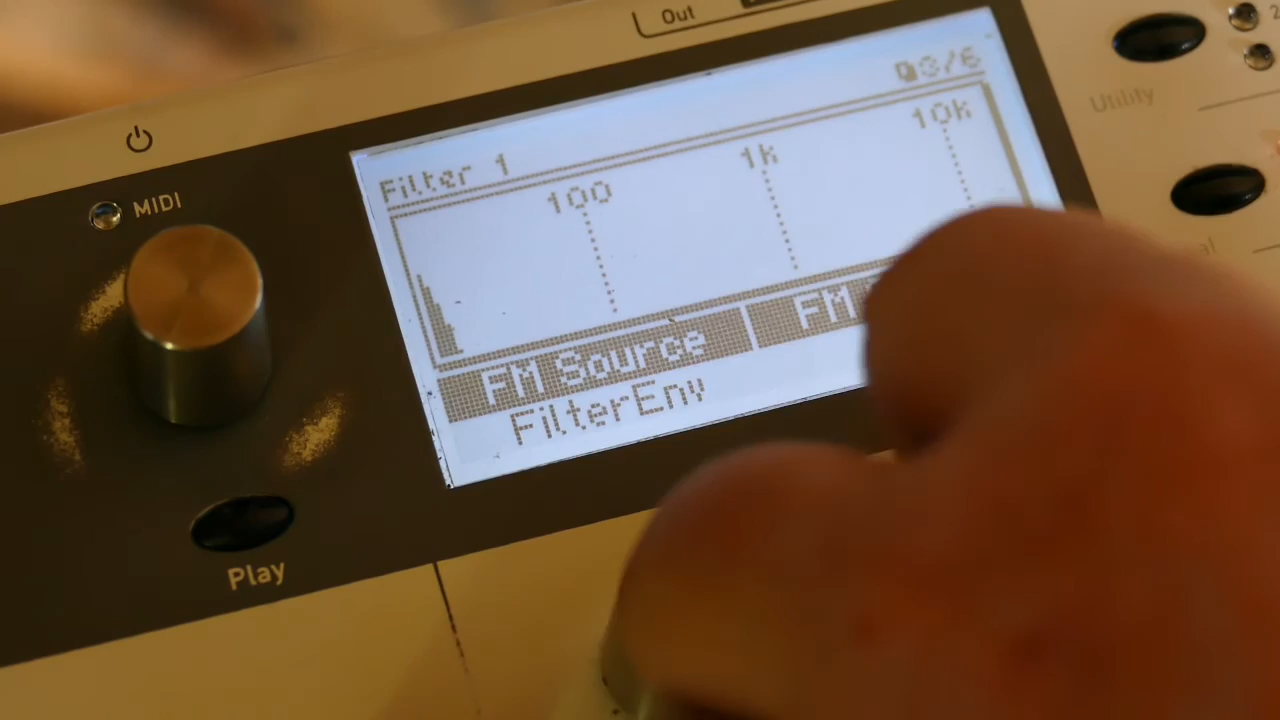 Out
Utility
MIDI
Filter 1
3/6
100
1k
10k
FM Source
FM
FilterEnv
Play